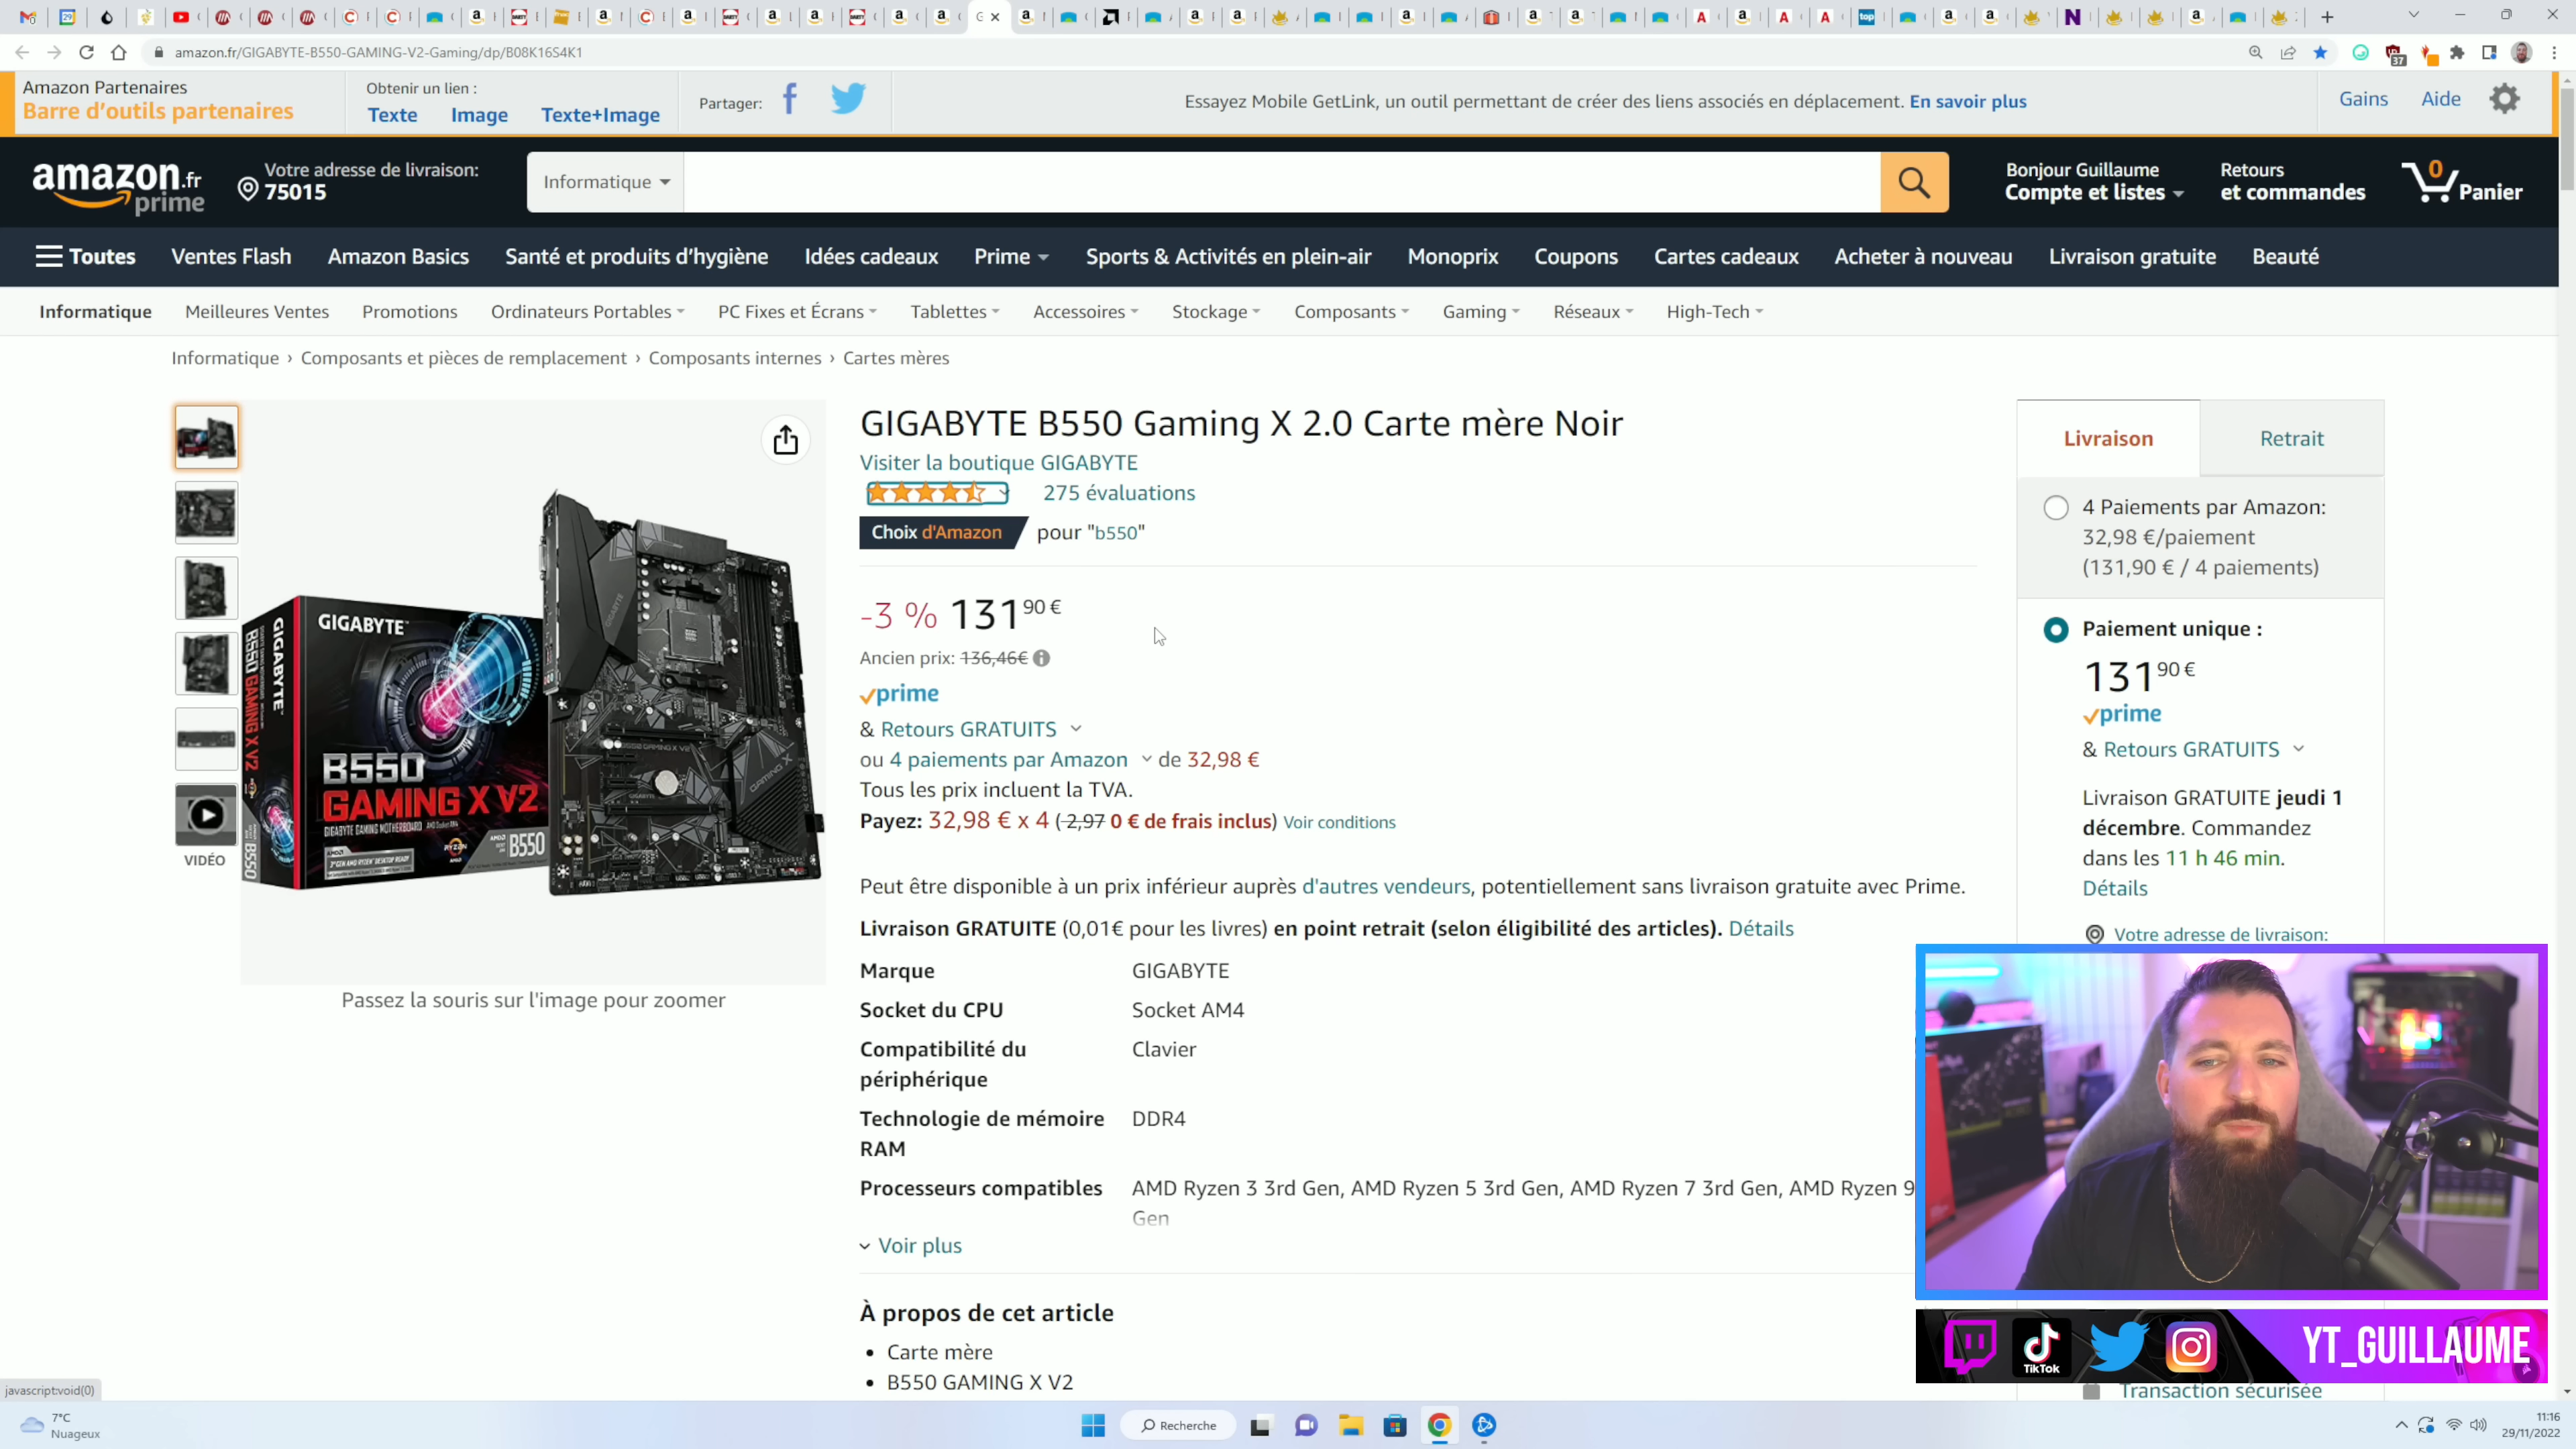 amazon.fr/GIGABYTE-B550-GAMING-V2-Gaming/dp/B08K16S4K1
37
Amazon Partenaires
Barre d'outils partenaires
Obtenir un lien :
Texte Image Texte+Image
Partager:
Essayez Mobile GetLink, un outil permettant de créer des liens associés en déplacement. En savoir plus
Gains Aide
amazon.fr
prime
Votre adresse de livraison:
75015
Informatique
Bonjour Guillaume
Compte et listes
Retours
et commandes
0
Panier
Toutes Ventes Flash Amazon Basics Santé et produits d'hygiène Idées cadeaux Prime Sports & Activités en plein-air Monoprix Coupons Cartes cadeaux Acheter à nouveau Livraison gratuite Beauté
Informatique Meilleures Ventes Promotions Ordinateurs Portables PC Fixes et Écrans Tablettes Accessoires Stockage Composants Gaming Réseaux High-Tech
Informatique › Composants et pièces de remplacement › Composants internes › Cartes mères
VIDÉO
GIGABYTE
B550
GAMING X V2
GIGABYTE GAMING MOTHERBOARD
B550
GIGABYTE
B550 GAMING X V2
Passez la souris sur l'image pour zoomer
GIGABYTE B550 Gaming X 2.0 Carte mère Noir
Visiter la boutique GIGABYTE
275 évaluations
Choix d'Amazon pour "b550"
-3 % 131,90 €
Ancien prix: 136,46€
prime
& Retours GRATUITS
ou 4 paiements par Amazon de 32,98 €
Tous les prix incluent la TVA.
Payez: 32,98 € x 4 (2,97 0 € de frais inclus) Voir conditions
Peut être disponible à un prix inférieur auprès d'autres vendeurs, potentiellement sans livraison gratuite avec Prime.
Livraison GRATUITE (0,01€ pour les livres) en point retrait (selon éligibilité des articles). Détails
Marque GIGABYTE
Socket du CPU Socket AM4
Compatibilité du périphérique Clavier
Technologie de mémoire RAM DDR4
Processeurs compatibles AMD Ryzen 3 3rd Gen, AMD Ryzen 5 3rd Gen, AMD Ryzen 7 3rd Gen, AMD Ryzen 9
Gen
Voir plus
À propos de cet article
• Carte mère
• B550 GAMING X V2
Livraison Retrait
4 Paiements par Amazon:
32,98 €/paiement
(131,90 € / 4 paiements)
Paiement unique :
131,90 €
prime
& Retours GRATUITS
Livraison GRATUITE jeudi 1
décembre. Commandez
dans les 11 h 46 min.
Détails
Votre adresse de livraison:
TikTok
YT_GUILLAUME
Transaction sécurisée
javascript:void(0)
7°C
Nuageux
Recherche
11:16
29/11/2022